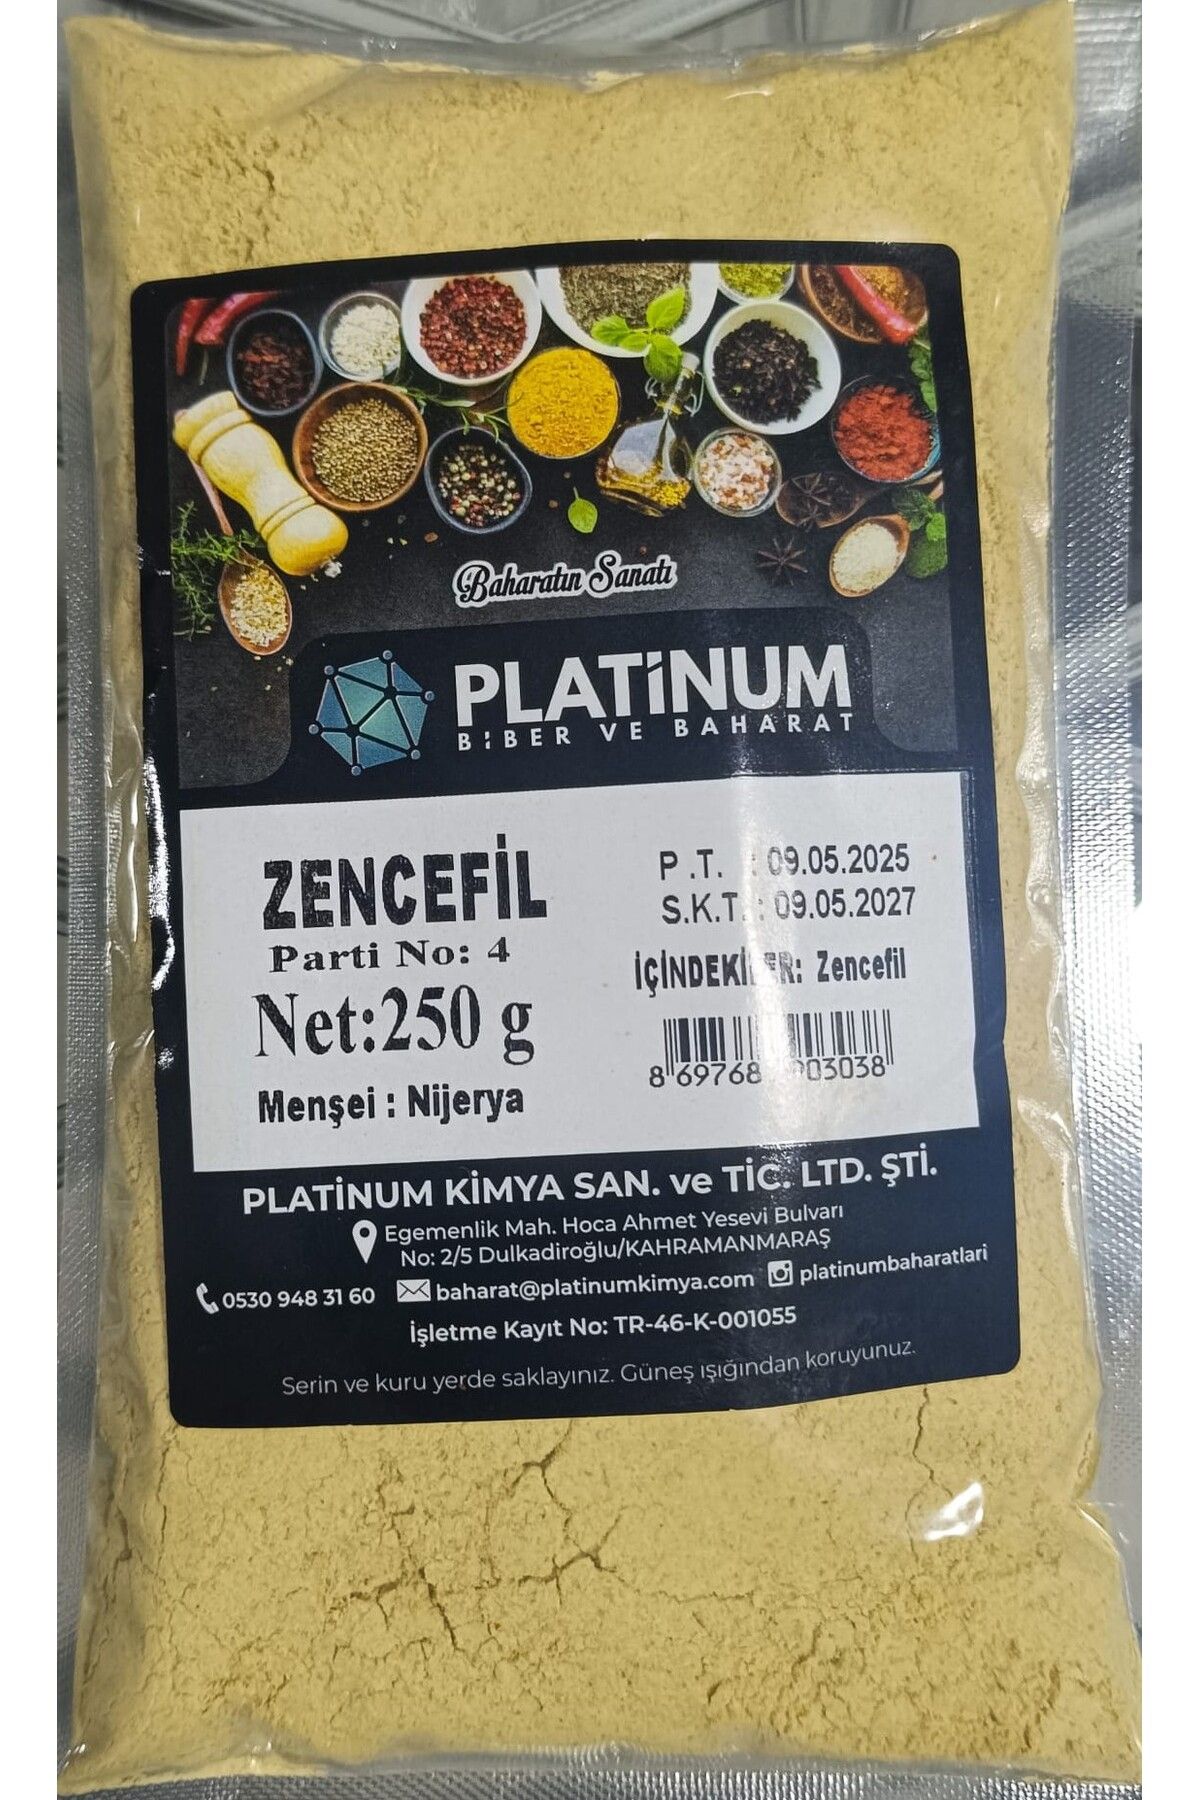 Baharatın Sanatı
PLATİNUM
BİBER VE BAHARAT
ZENCEFİL
Parti No: 4
Net:250 g
Menşei : Nijerya
P .T. : 09.05.2025
S.K.T. : 09.05.2027
İÇİNDEKİLER: Zencefil
PLATİNUM KİMYA SAN. ve TİC. LTD. ŞTİ.
Egemenlik Mah. Hoca Ahmet Yesevi Bulvarı
No: 2/5 Dulkadiroğlu/KAHRAMANMARAŞ
0530 948 31 60 baharat@platinumkimya.com platinumbaharatlari
İşletme Kayıt No: TR-46-K-001055
Serin ve kuru yerde saklayınız. Güneş ışığından koruyunuz.